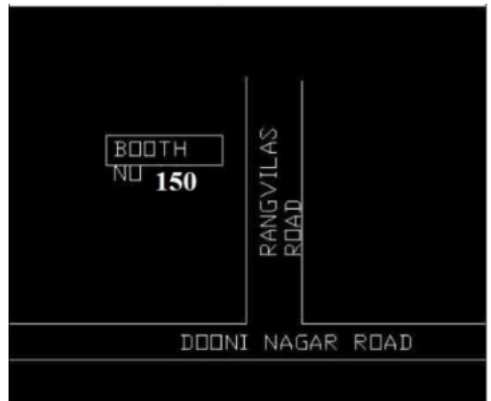 BOOTH
NO 150
RANGVILAS
ROAD
DOONI NAGAR ROAD